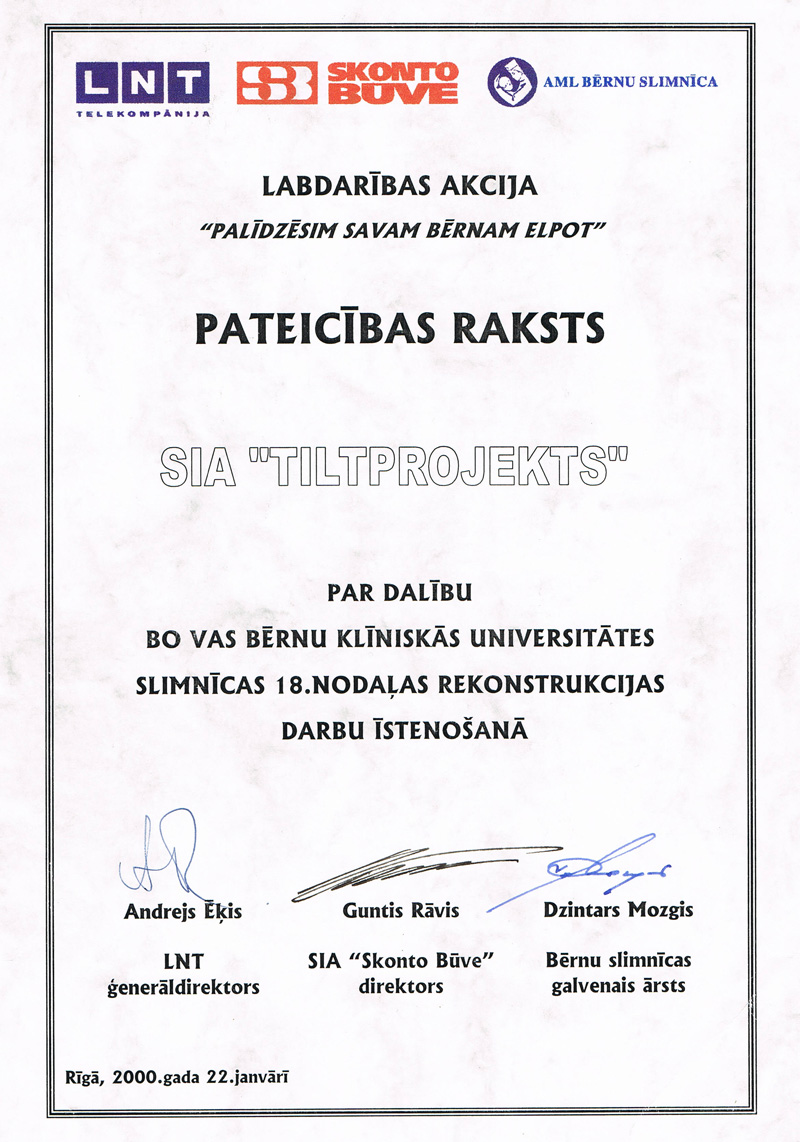 LNT
TELEKOMPĀNIJA
SB SKONTO
BŪVE
AML BĒRNU SLIMNĪCA
LABDARĪBAS AKCIJA
“PALĪDZĒSIM SAVAM BĒRNAM ELPOT”
PATEICĪBAS RAKSTS
SIA "TILTPROJEKTS"
PAR DALĪBU
BO VAS BĒRNU KLĪNISKĀS UNIVERSITĀTES
SLIMNĪCAS 18.NODAĻAS REKONSTRUKCIJAS
DARBU ĪSTENOŠANĀ
Andrejs Ēķis
LNT
ģenerāldirektors
Guntis Rāvis
SIA “Skonto Būve”
direktors
Dzintars Mozgis
Bērnu slimnīcas
galvenais ārsts
Rīgā, 2000.gada 22.janvārī